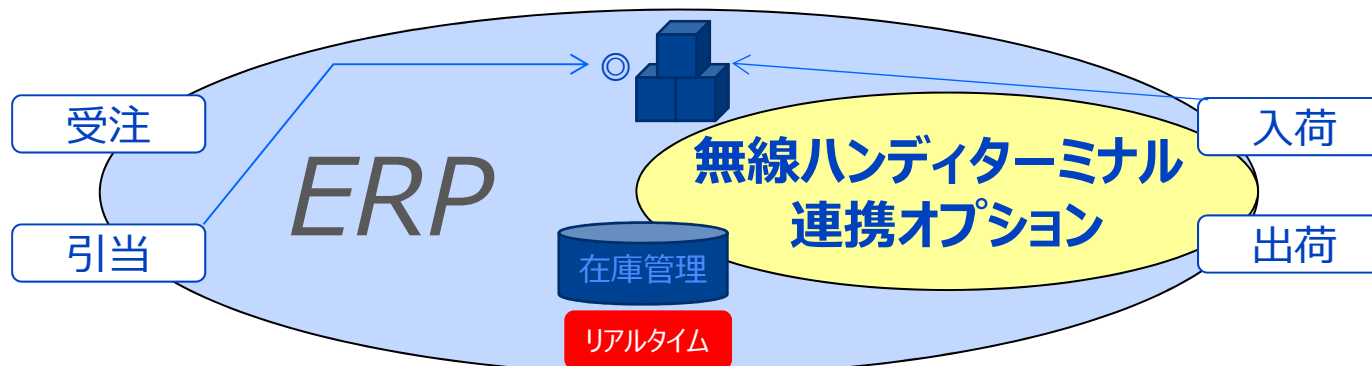 ◎
受注
入荷
ERP
無線ハンディターミナル
連携オプション
引当
在庫管理
出荷
リアルタイム